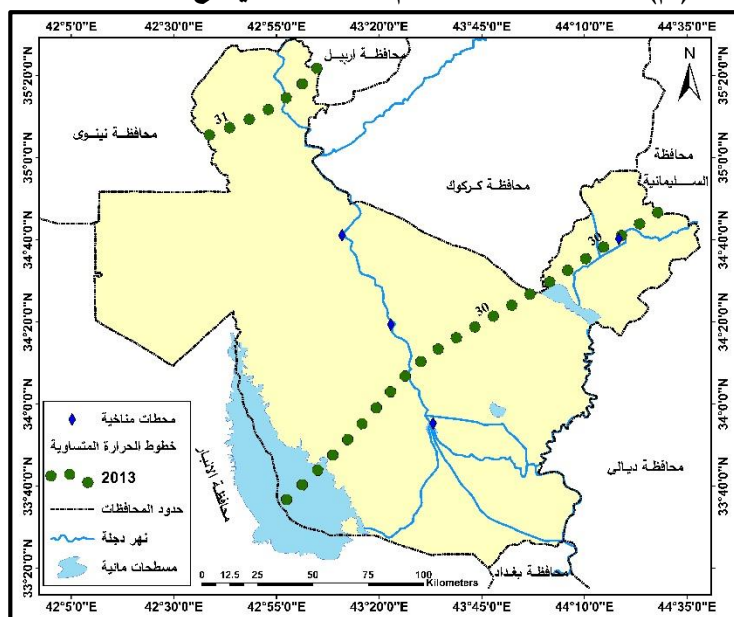 42°5'0"N 42°30'0"N 42°55'0"N 43°20'0"N 43°45'0"N 44°10'0"N 44°35'0"N
35°20'0"N
35°0'0"N
34°40'0"N
34°20'0"N
34°0'0"N
33°40'0"N
33°20'0"N
N
محافظة اربيل
محافظة نينوى
محافظة كركوك
محافظة
السليمانية
31
30
30
محافظة الانبار
محافظة ديالى
محافظة بغداد
محطات مناخية
خطوط الحرارة المتساوية
2013
حدود المحافظات
نهر دجلة
مسطحات مائية
0 12.5 25 50 75 100
Kilometers
35°20'0"N
35°0'0"N
34°40'0"N
34°20'0"N
34°0'0"N
33°40'0"N
33°20'0"N
42°5'0"N 42°30'0"N 42°55'0"N 43°20'0"N 43°45'0"N 44°10'0"N 44°35'0"N